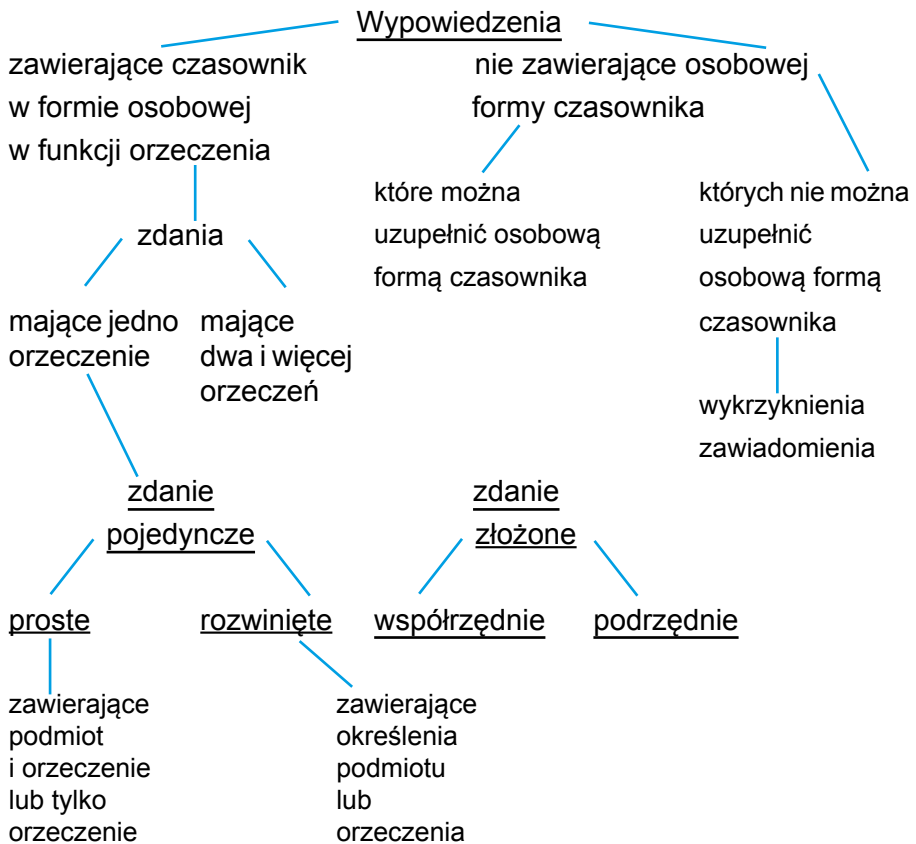 Wypowiedzenia
zawierające czasownik
w formie osobowej
w funkcji orzeczenia
nie zawierające osobowej
formy czasownika
które można
uzupełnić osobową
formą czasownika
których nie można
uzupełnić
osobową formą
czasownika
wykrzyknienia
zawiadomienia
zdania
mające jedno
orzeczenie
mające
dwa i więcej
orzeczeń
zdanie
pojedyncze
zdanie
złożone
proste
rozwinięte
współrzędnie
podrzędnie
zawierające
podmiot
i orzeczenie
lub tylko
orzeczenie
zawierające
określenia
podmiotu
lub
orzeczenia